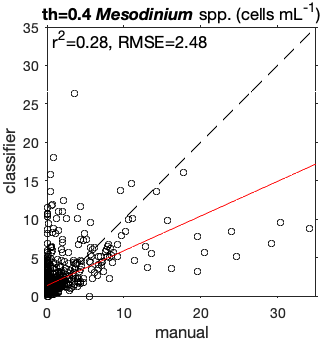 th=0.4 Mesodinium spp. (cells mL⁻¹)
r²=0.28, RMSE=2.48
35
30
25
20
15
10
5
0
classifier
0 10 20 30
manual